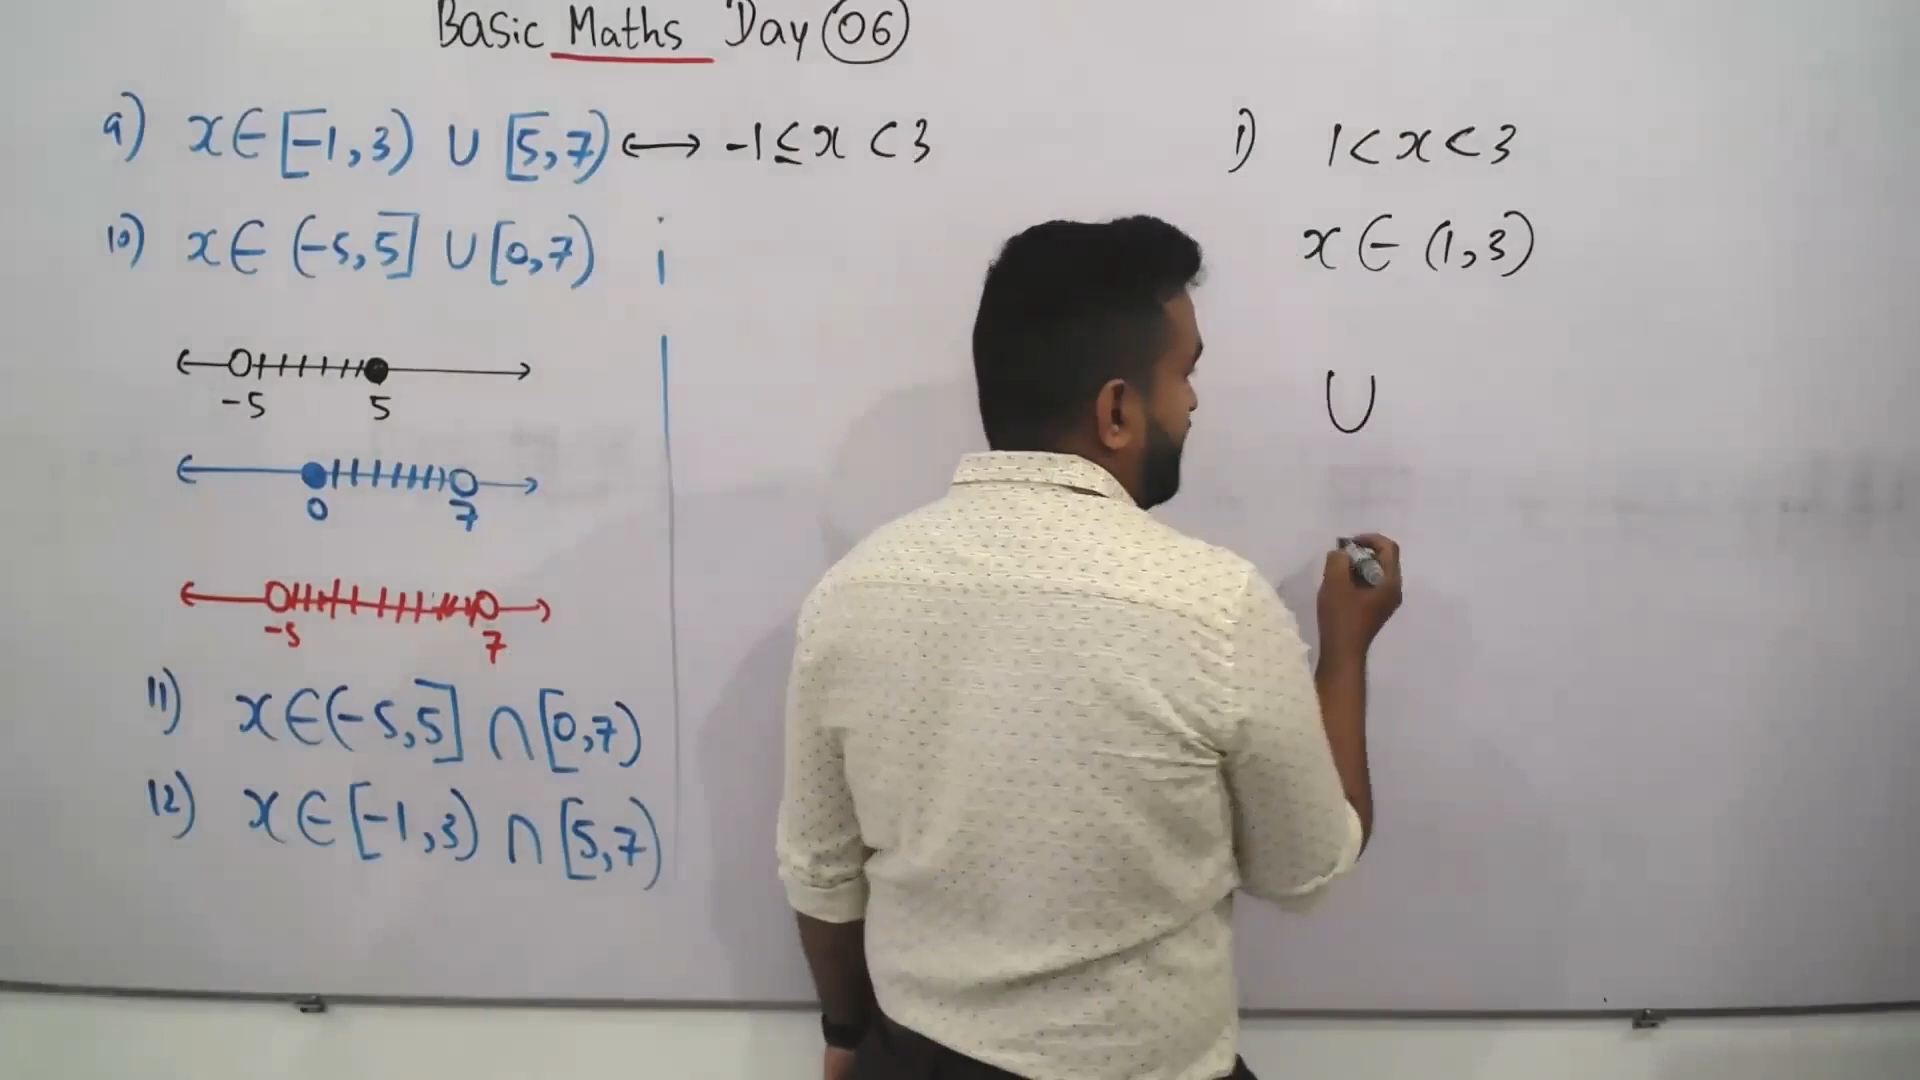 Basic Maths Day 06
9) x ∈ [-1, 3) ∪ [5, 7) ⟷ -1 ≤ x < 3
10) x ∈ (-5, 5] ∪ [0, 7)
-5 5
0 7
-5 7
11) x ∈ (-5, 5] ∩ [0, 7)
12) x ∈ [-1, 3) ∩ [5, 7)
1) 1 < x < 3
x ∈ (1, 3)
∪